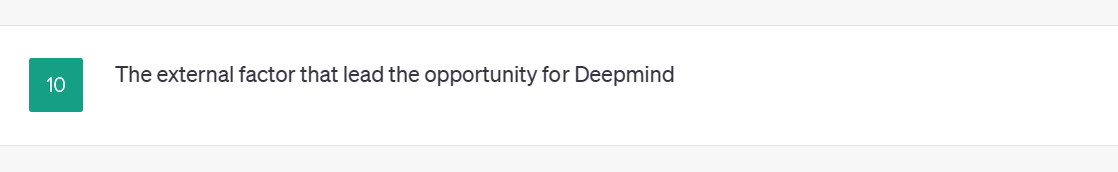 10
The external factor that lead the opportunity for Deepmind